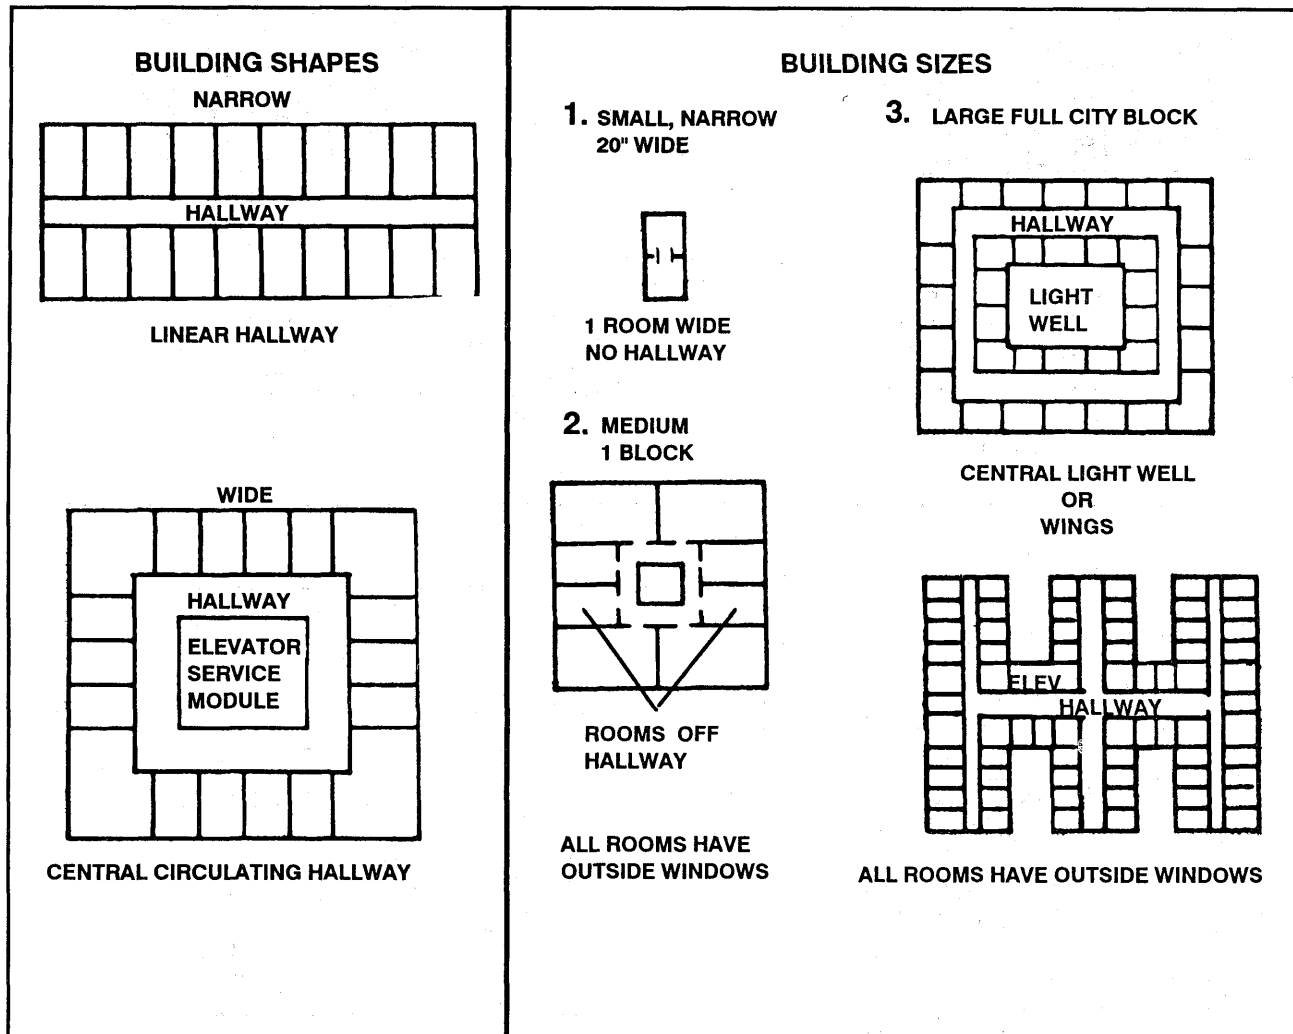 BUILDING SHAPES
NARROW
HALLWAY
LINEAR HALLWAY
WIDE
HALLWAY
ELEVATOR
SERVICE
MODULE
CENTRAL CIRCULATING HALLWAY
BUILDING SIZES
1. SMALL, NARROW
20" WIDE
1 ROOM WIDE
NO HALLWAY
2. MEDIUM
1 BLOCK
ROOMS OFF
HALLWAY
ALL ROOMS HAVE
OUTSIDE WINDOWS
3. LARGE FULL CITY BLOCK
HALLWAY
LIGHT
WELL
CENTRAL LIGHT WELL
OR
WINGS
ELEV
HALLWAY
ALL ROOMS HAVE OUTSIDE WINDOWS